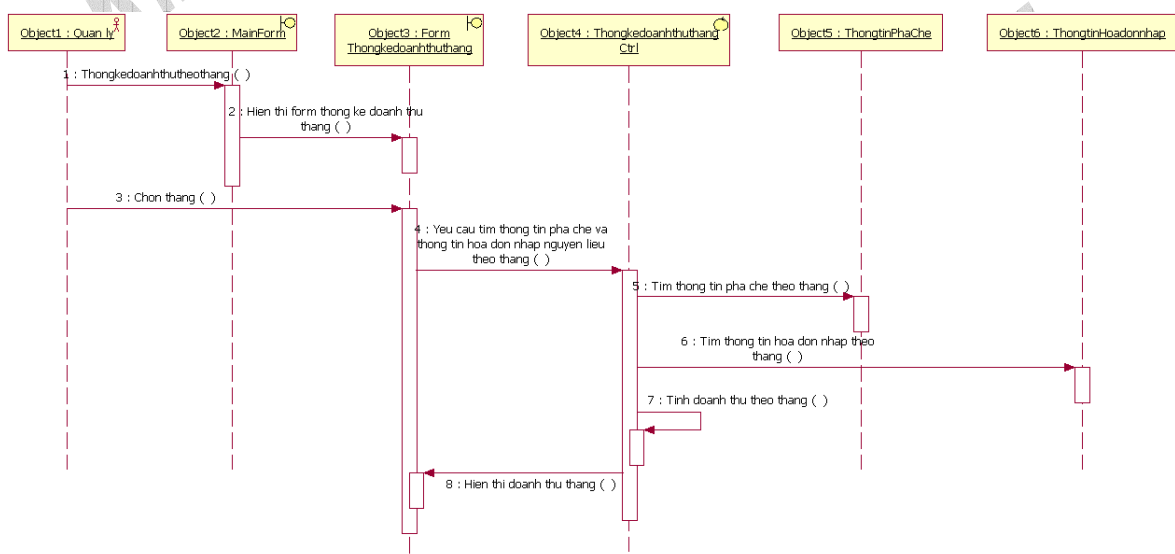 Object1 : Quan ly
Object2 : MainForm
Object3 : Form
Thongkedoanhthuthang
Object4 : Thongkedoanhthuthang
Ctrl
Object5 : ThongtinPhaChe
Object6 : ThongtinHoadonnhap
1 : Thongkedoanhthutheothang ( )
2 : Hien thi form thong ke doanh thu
thang ( )
3 : Chon thang ( )
4 : Yeu cau tim thong tin pha che va
thong tin hoa don nhap nguyen lieu
theo thang ( )
5 : Tim thong tin pha che theo thang ( )
6 : Tim thong tin hoa don nhap theo
thang ( )
7 : Tinh doanh thu theo thang ( )
8 : Hien thi doanh thu thang ( )